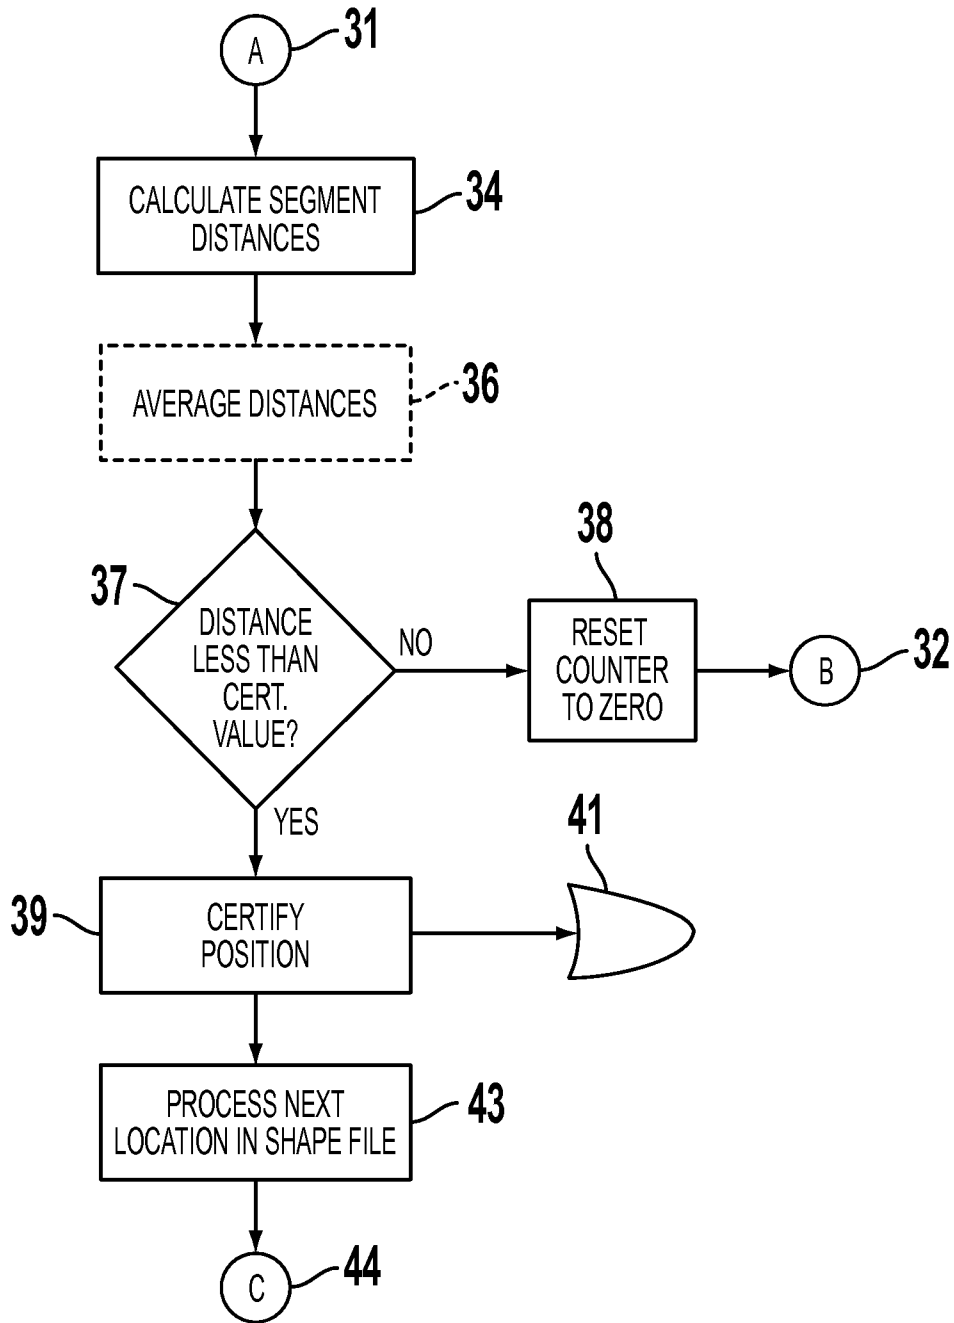 A
31
CALCULATE SEGMENT
DISTANCES
34
AVERAGE DISTANCES
36
37
DISTANCE
LESS THAN
CERT.
VALUE?
NO
38
RESET
COUNTER
TO ZERO
B
32
YES
39
CERTIFY
POSITION
41
PROCESS NEXT
LOCATION IN SHAPE FILE
43
C
44